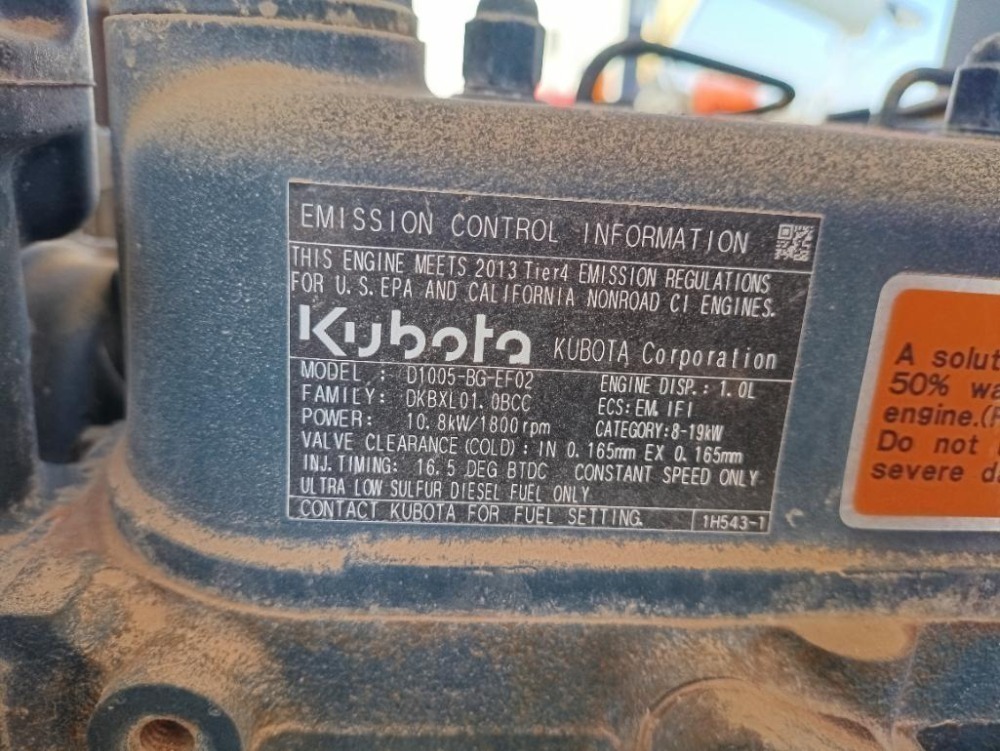 EMISSION CONTROL INFORMATION
THIS ENGINE MEETS 2013 Tier4 EMISSION REGULATIONS
FOR U.S.EPA AND CALIFORNIA NONROAD CI ENGINES.
Kubota KUBOTA Corporation
MODEL : D1005-BG-EF02 ENGINE DISP.: 1.0L
FAMILY: DKBXL01.0BCC ECS: EM, IFI
POWER: 10.8kW/1800rpm CATEGORY:8-19kW
VALVE CLEARANCE(COLD): IN 0.165mm EX 0.165mm
INJ.TIMING: 16.5 DEG BTDC CONSTANT SPEED ONLY
ULTRA LOW SULFUR DIESEL FUEL ONLY
CONTACT KUBOTA FOR FUEL SETTING. 1H543-1
A solut
50% wa
engine.(
Do not
severe d